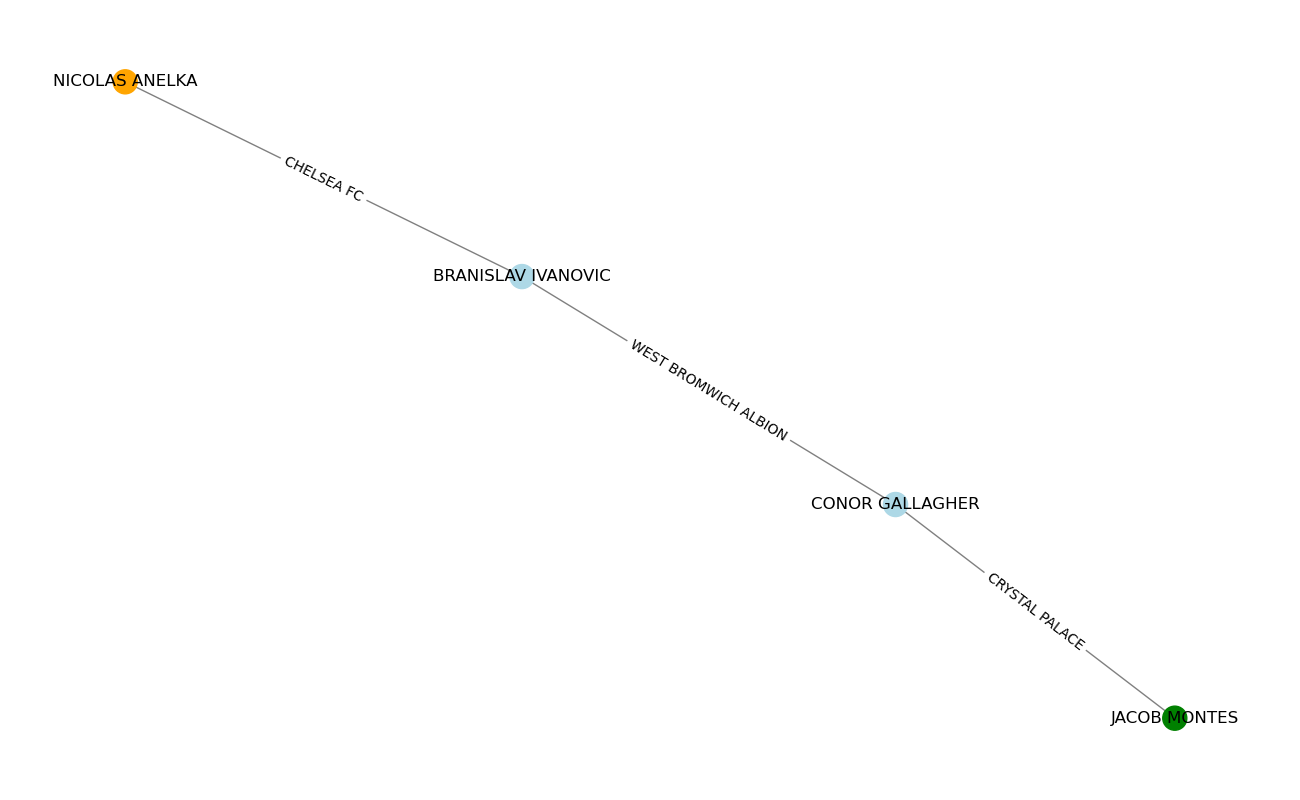 NICOLAS ANELKA
CHELSEA FC
BRANISLAV IVANOVIC
WEST BROMWICH ALBION
CONOR GALLAGHER
CRYSTAL PALACE
JACOB MONTES